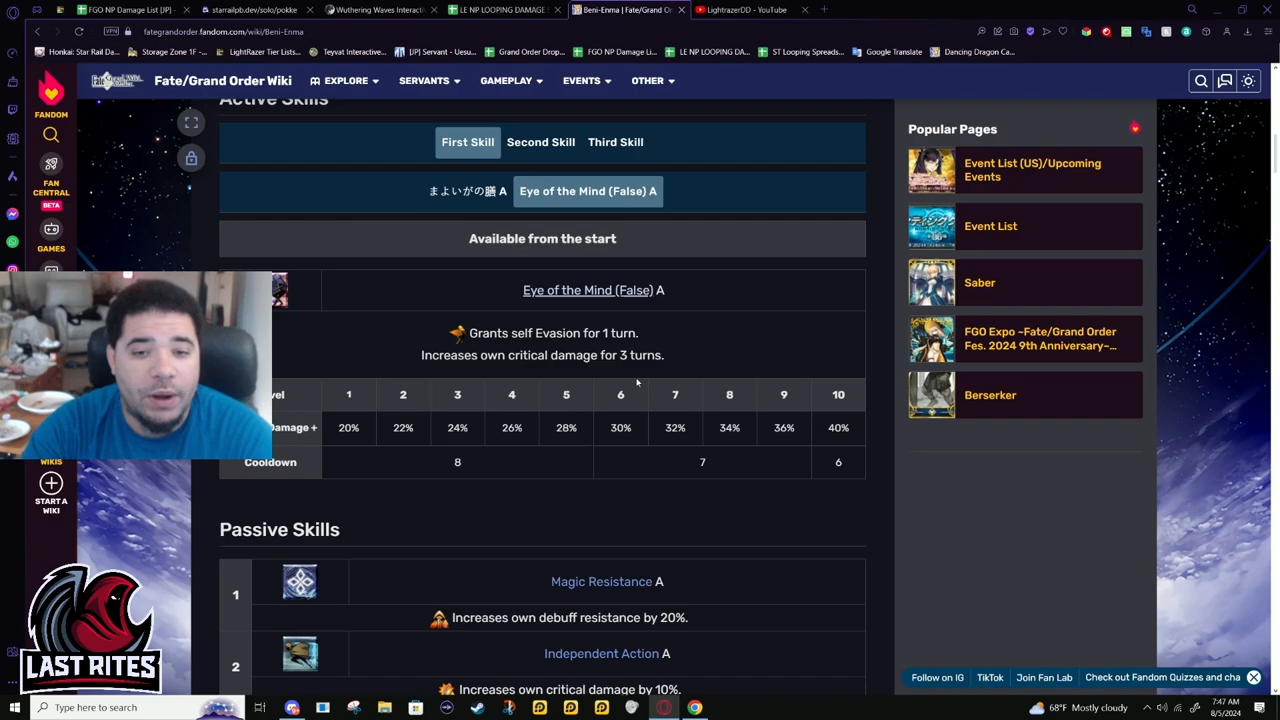 FGO NP Damage List [JP] -
starrailpb.dev/solo/pokke
Wuthering Waves Interactiv
LE NP LOOPING DAMAGE
Beni-Enma | Fate/Grand Or
LightrazerDD - YouTube
VPN
fategrandorder.fandom.com/wiki/Beni-Enma
Honkai: Star Rail Da...
Storage Zone 1F -...
LightRazer Tier Lists...
Teyvat Interactive...
[JP] Servant - Uesu...
Grand Order Drop...
FGO NP Damage Li...
LE NP LOOPING DA...
ST Looping Spreads...
Google Translate
Dancing Dragon Ca...
FANDOM
Fate/Grand Order Wiki
EXPLORE
SERVANTS
GAMEPLAY
EVENTS
OTHER
FAN CENTRAL
BETA
GAMES
WIKIS
START A WIKI
Active Skills
First Skill Second Skill Third Skill
まよいがの膳 A Eye of the Mind (False) A
Available from the start
Eye of the Mind (False) A
Grants self Evasion for 1 turn.
Increases own critical damage for 3 turns.
1 2 3 4 5 6 7 8 9 10
Damage + 20% 22% 24% 26% 28% 30% 32% 34% 36% 40%
Cooldown 8 7 6
Passive Skills
1 Magic Resistance A
Increases own debuff resistance by 20%.
2 Independent Action A
Increases own critical damage by 10%.
Popular Pages
Event List (US)/Upcoming
Events
Event List
Saber
FGO Expo ~Fate/Grand Order
Fes. 2024 9th Anniversary~...
Berserker
Follow on IG TikTok Join Fan Lab Check out Fandom Quizzes and cha
LAST RITES
Type here to search
68°F Mostly cloudy
7:47 AM
8/5/2024